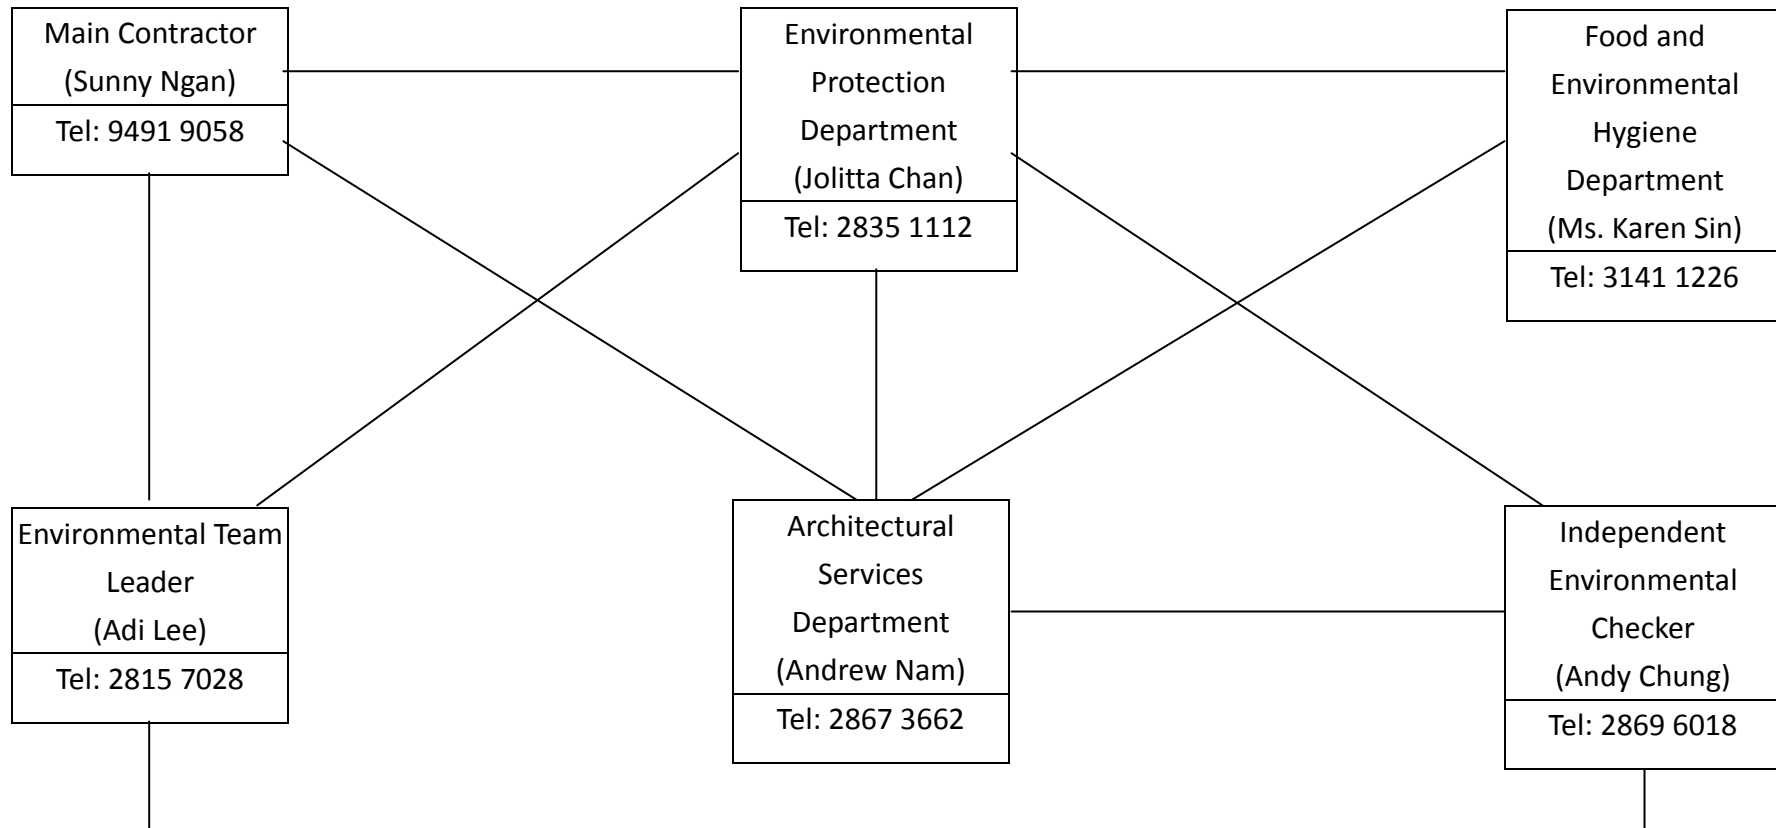 Main Contractor
(Sunny Ngan)
Tel: 9491 9058
Environmental
Protection
Department
(Jolitta Chan)
Tel: 2835 1112
Food and
Environmental
Hygiene
Department
(Ms. Karen Sin)
Tel: 3141 1226
Environmental Team
Leader
(Adi Lee)
Tel: 2815 7028
Architectural
Services
Department
(Andrew Nam)
Tel: 2867 3662
Independent
Environmental
Checker
(Andy Chung)
Tel: 2869 6018